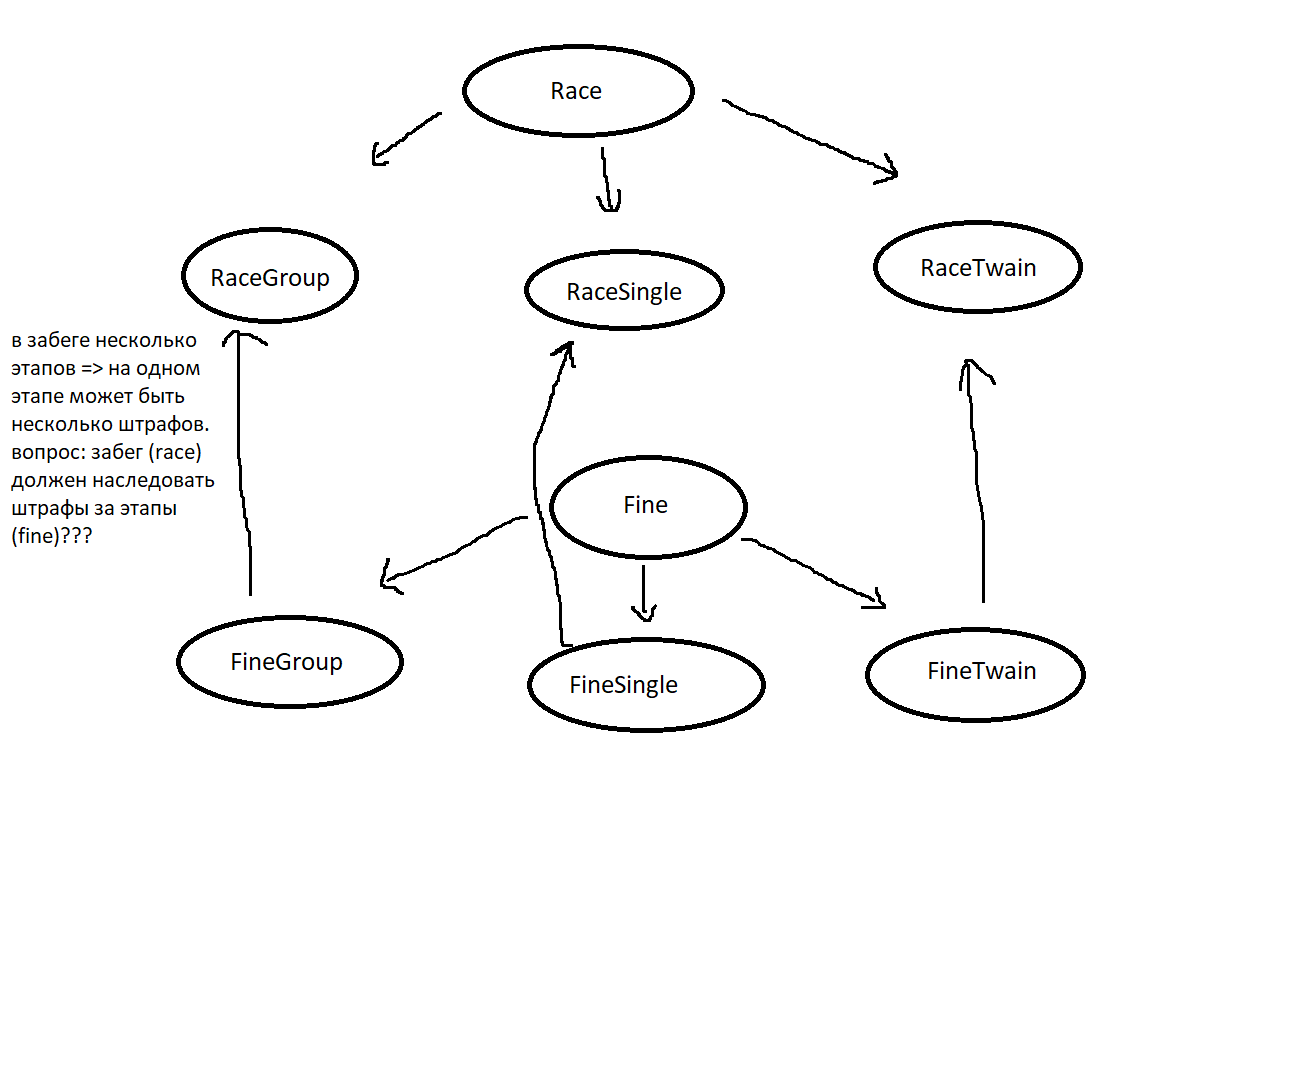 Race
RaceGroup
RaceSingle
RaceTwain
в забеге несколько
этапов => на одном
этапе может быть
несколько штрафов.
вопрос: забег (race)
должен наследовать
штрафы за этапы
(fine)???
Fine
FineGroup
FineSingle
FineTwain